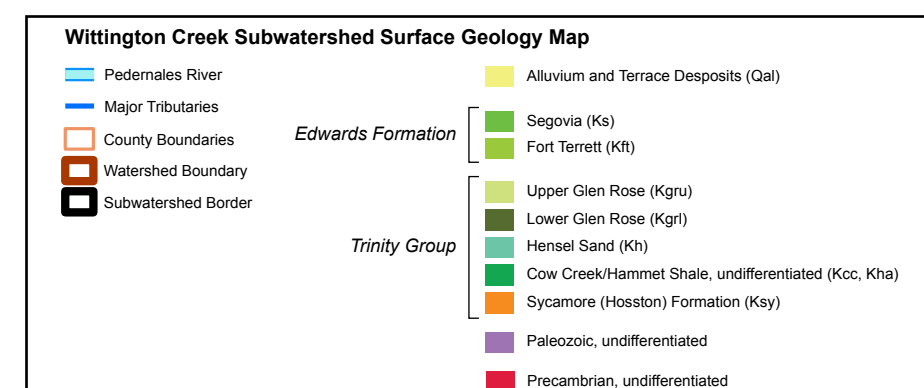 Wittington Creek Subwatershed Surface Geology Map
Pedernales River
Major Tributaries
County Boundaries
Watershed Boundary
Subwatershed Border
Alluvium and Terrace Desposits (Qal)
Edwards Formation
Segovia (Ks)
Fort Terrett (Kft)
Trinity Group
Upper Glen Rose (Kgru)
Lower Glen Rose (Kgrl)
Hensel Sand (Kh)
Cow Creek/Hammet Shale, undifferentiated (Kcc, Kha)
Sycamore (Hosston) Formation (Ksy)
Paleozoic, undifferentiated
Precambrian, undifferentiated